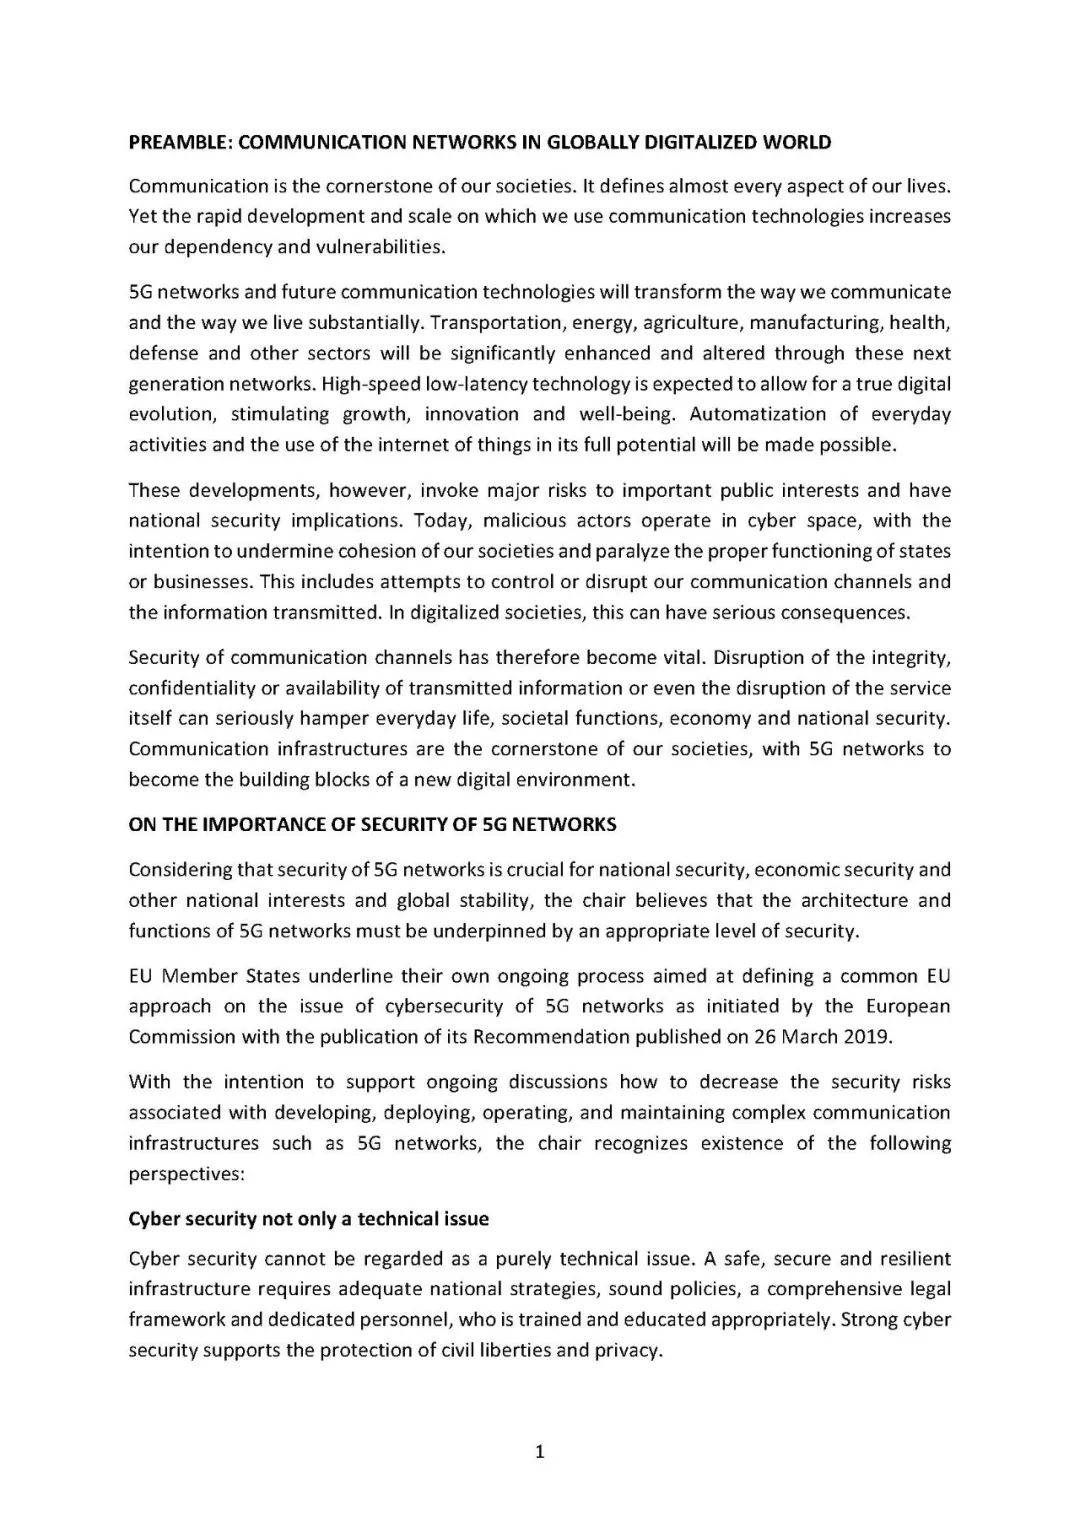 PREAMBLE: COMMUNICATION NETWORKS IN GLOBALLY DIGITALIZED WORLD
Communication is the cornerstone of our societies. It defines almost every aspect of our lives.
Yet the rapid development and scale on which we use communication technologies increases
our dependency and vulnerabilities.
5G networks and future communication technologies will transform the way we communicate
and the way we live substantially. Transportation, energy, agriculture, manufacturing, health,
defense and other sectors will be significantly enhanced and altered through these next
generation networks. High-speed low-latency technology is expected to allow for a true digital
evolution, stimulating growth, innovation and well-being. Automatization of everyday
activities and the use of the internet of things in its full potential will be made possible.
These developments, however, invoke major risks to important public interests and have
national security implications. Today, malicious actors operate in cyber space, with the
intention to undermine cohesion of our societies and paralyze the proper functioning of states
or businesses. This includes attempts to control or disrupt our communication channels and
the information transmitted. In digitalized societies, this can have serious consequences.
Security of communication channels has therefore become vital. Disruption of the integrity,
confidentiality or availability of transmitted information or even the disruption of the service
itself can seriously hamper everyday life, societal functions, economy and national security.
Communication infrastructures are the cornerstone of our societies, with 5G networks to
become the building blocks of a new digital environment.
ON THE IMPORTANCE OF SECURITY OF 5G NETWORKS
Considering that security of 5G networks is crucial for national security, economic security and
other national interests and global stability, the chair believes that the architecture and
functions of 5G networks must be underpinned by an appropriate level of security.
EU Member States underline their own ongoing process aimed at defining a common EU
approach on the issue of cybersecurity of 5G networks as initiated by the European
Commission with the publication of its Recommendation published on 26 March 2019.
With the intention to support ongoing discussions how to decrease the security risks
associated with developing, deploying, operating, and maintaining complex communication
infrastructures such as 5G networks, the chair recognizes existence of the following
perspectives:
Cyber security not only a technical issue
Cyber security cannot be regarded as a purely technical issue. A safe, secure and resilient
infrastructure requires adequate national strategies, sound policies, a comprehensive legal
framework and dedicated personnel, who is trained and educated appropriately. Strong cyber
security supports the protection of civil liberties and privacy.
1